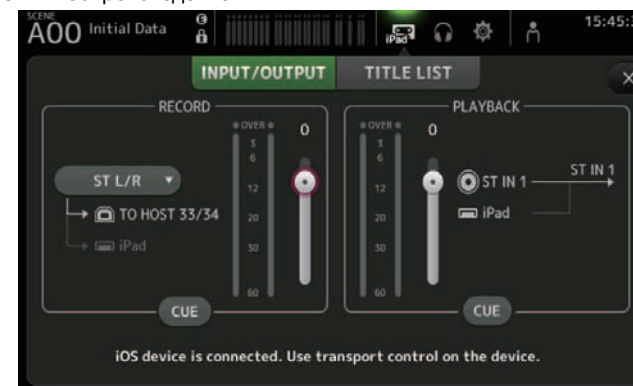 SCENE
A00 Initial Data
iPad
15:45:
INPUT/OUTPUT
TITLE LIST
RECORD
OVER
0
3
6
12
20
30
60
ST L/R
TO HOST 33/34
iPad
CUE
PLAYBACK
OVER
0
3
6
12
20
30
60
ST IN 1
ST IN 1
iPad
CUE
iOS device is connected. Use transport control on the device.